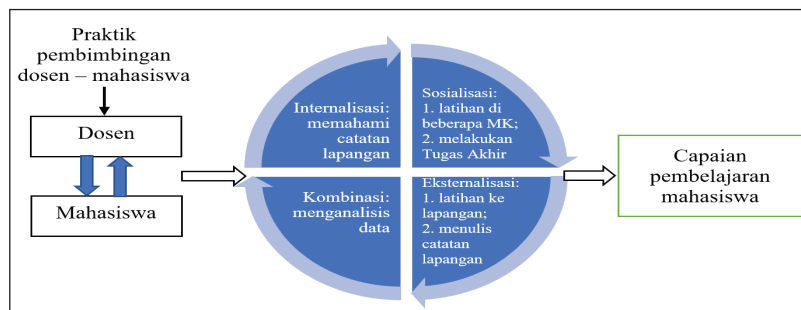 Praktik
pembimbingan
dosen – mahasiswa
Dosen
Mahasiswa
Internalisasi:
memahami
catatan
lapangan
Sosialisasi:
1. latihan di
beberapa MK;
2. melakukan
Tugas Akhir
Kombinasi:
menganalisis
data
Eksternalisasi:
1. latihan ke
lapangan;
2. menulis
catatan
lapangan
Capaian
pembelajaran
mahasiswa